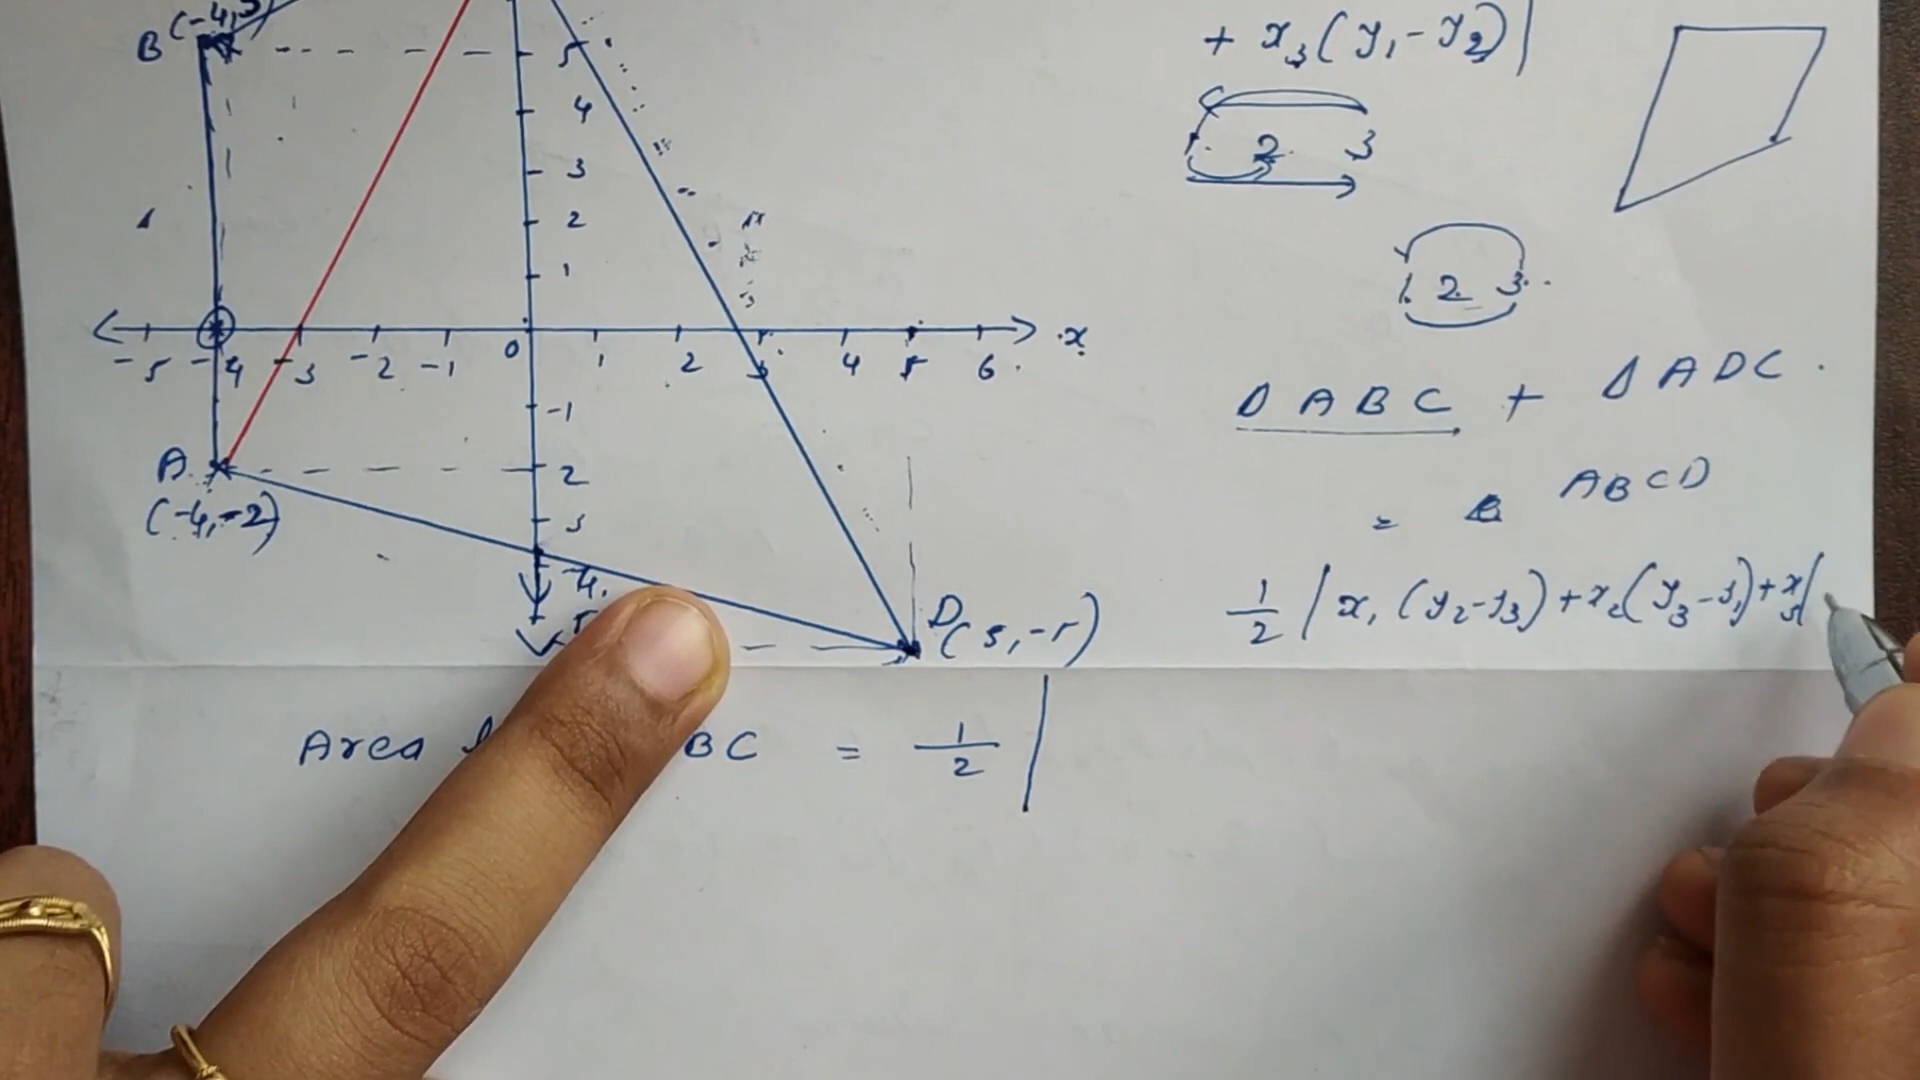 + x₃(y₁-y₂)|
B (-4,5)
5
4
3
2
1
1. 2. 3
1. 2. 3..
-5 -4 -3 -2 -1 0 1 2 3 4 5 6 x
-1
2
3
-4.
A
(-4,-2)
D(5,-5)
Δ ABC + Δ ADC.
= ABCD
1/2 | x₁(y₂-y₃)+x₂(y₃-y₁)+x₃(
Area BC = 1/2 |